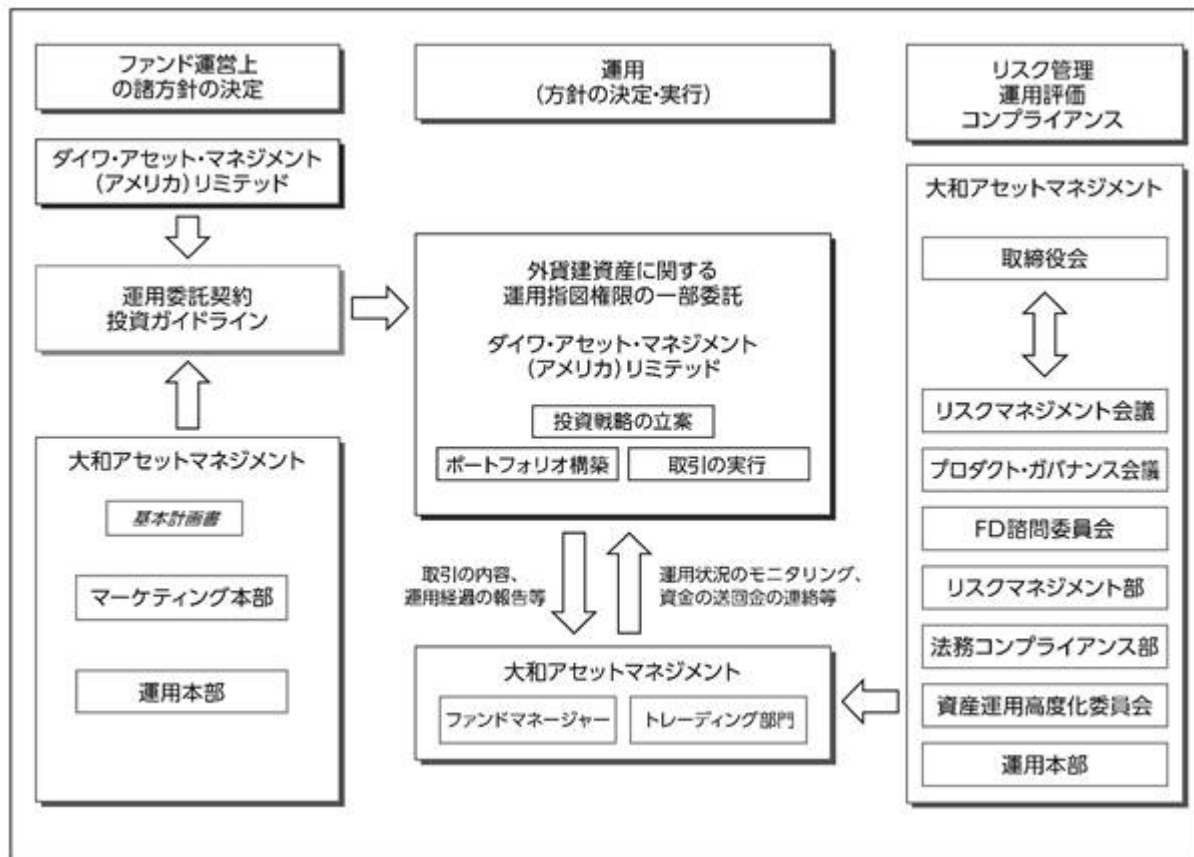 ファンド運営上
の諸方針の決定
ダイワ・アセット・マネジメント
(アメリカ)リミテッド
運用委託契約
投資ガイドライン
大和アセットマネジメント
基本計画書
マーケティング本部
運用本部
運用
(方針の決定・実行)
外貨建資産に関する
運用指図権限の一部委託
ダイワ・アセット・マネジメント
(アメリカ)リミテッド
投資戦略の立案
ポートフォリオ構築
取引の実行
取引の内容、
運用経過の報告等
運用状況のモニタリング、
資金の送回金の連絡等
大和アセットマネジメント
ファンドマネージャー
トレーディング部門
リスク管理
運用評価
コンプライアンス
大和アセットマネジメント
取締役会
リスクマネジメント会議
プロダクト・ガバナンス会議
FD諮問委員会
リスクマネジメント部
法務コンプライアンス部
資産運用高度化委員会
運用本部